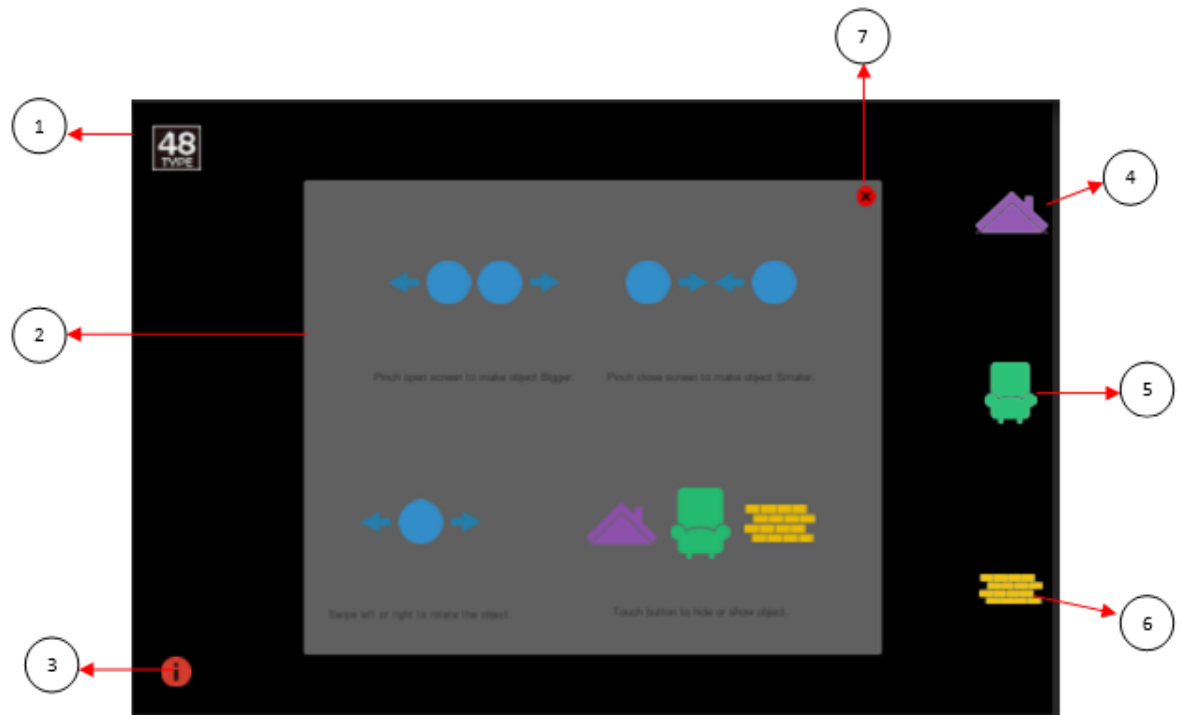 7
1
48
TYPE
4
2
Pinch open screen to make object Bigger.
Pinch close screen to make object Smaller.
5
Swipe left or right to rotate the object.
Touch button to hide or show object.
6
3
i